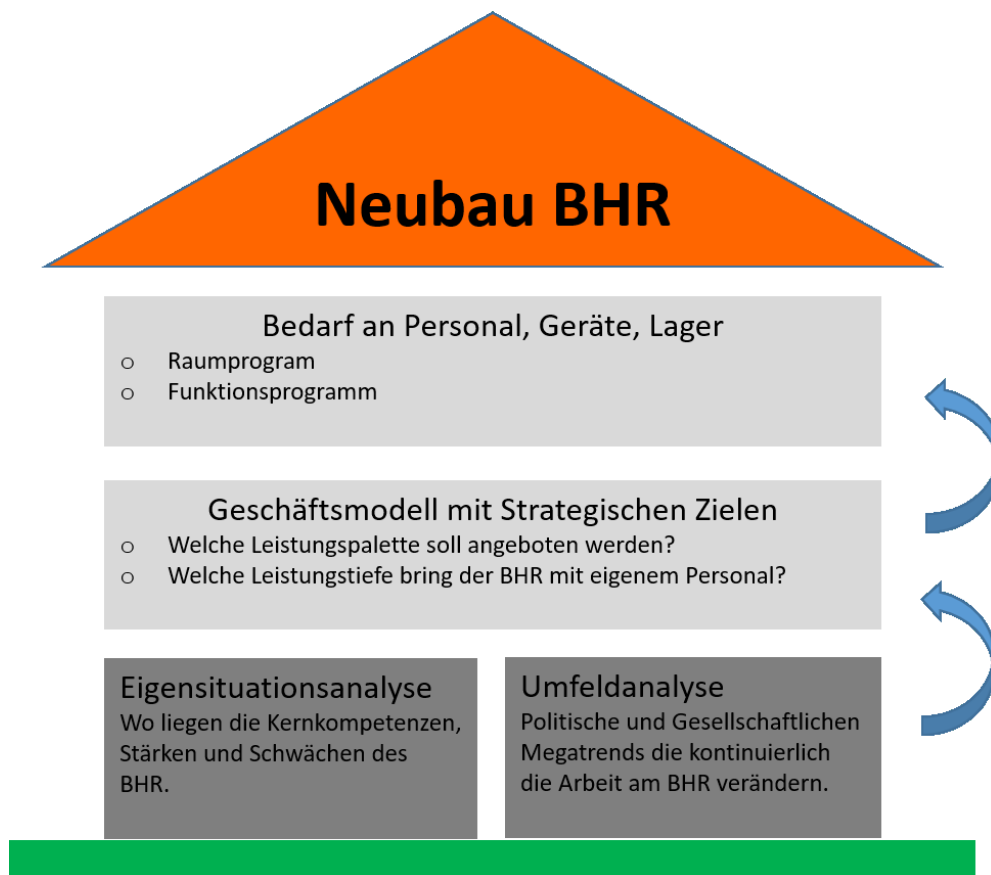 Neubau BHR
Bedarf an Personal, Geräte, Lager
o Raumprogram
o Funktionsprogramm
Geschäftsmodell mit Strategischen Zielen
o Welche Leistungspalette soll angeboten werden?
o Welche Leistungstiefe bring der BHR mit eigenem Personal?
Eigensituationsanalyse
Wo liegen die Kernkompetenzen,
Stärken und Schwächen des
BHR.
Umfeldanalyse
Politische und Gesellschaftlichen
Megatrends die kontinuierlich
die Arbeit am BHR verändern.